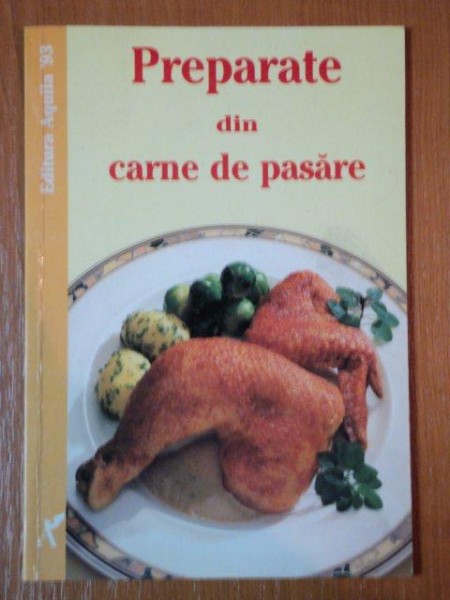 Preparate
din
carne de pasăre
Editura Aquila '93